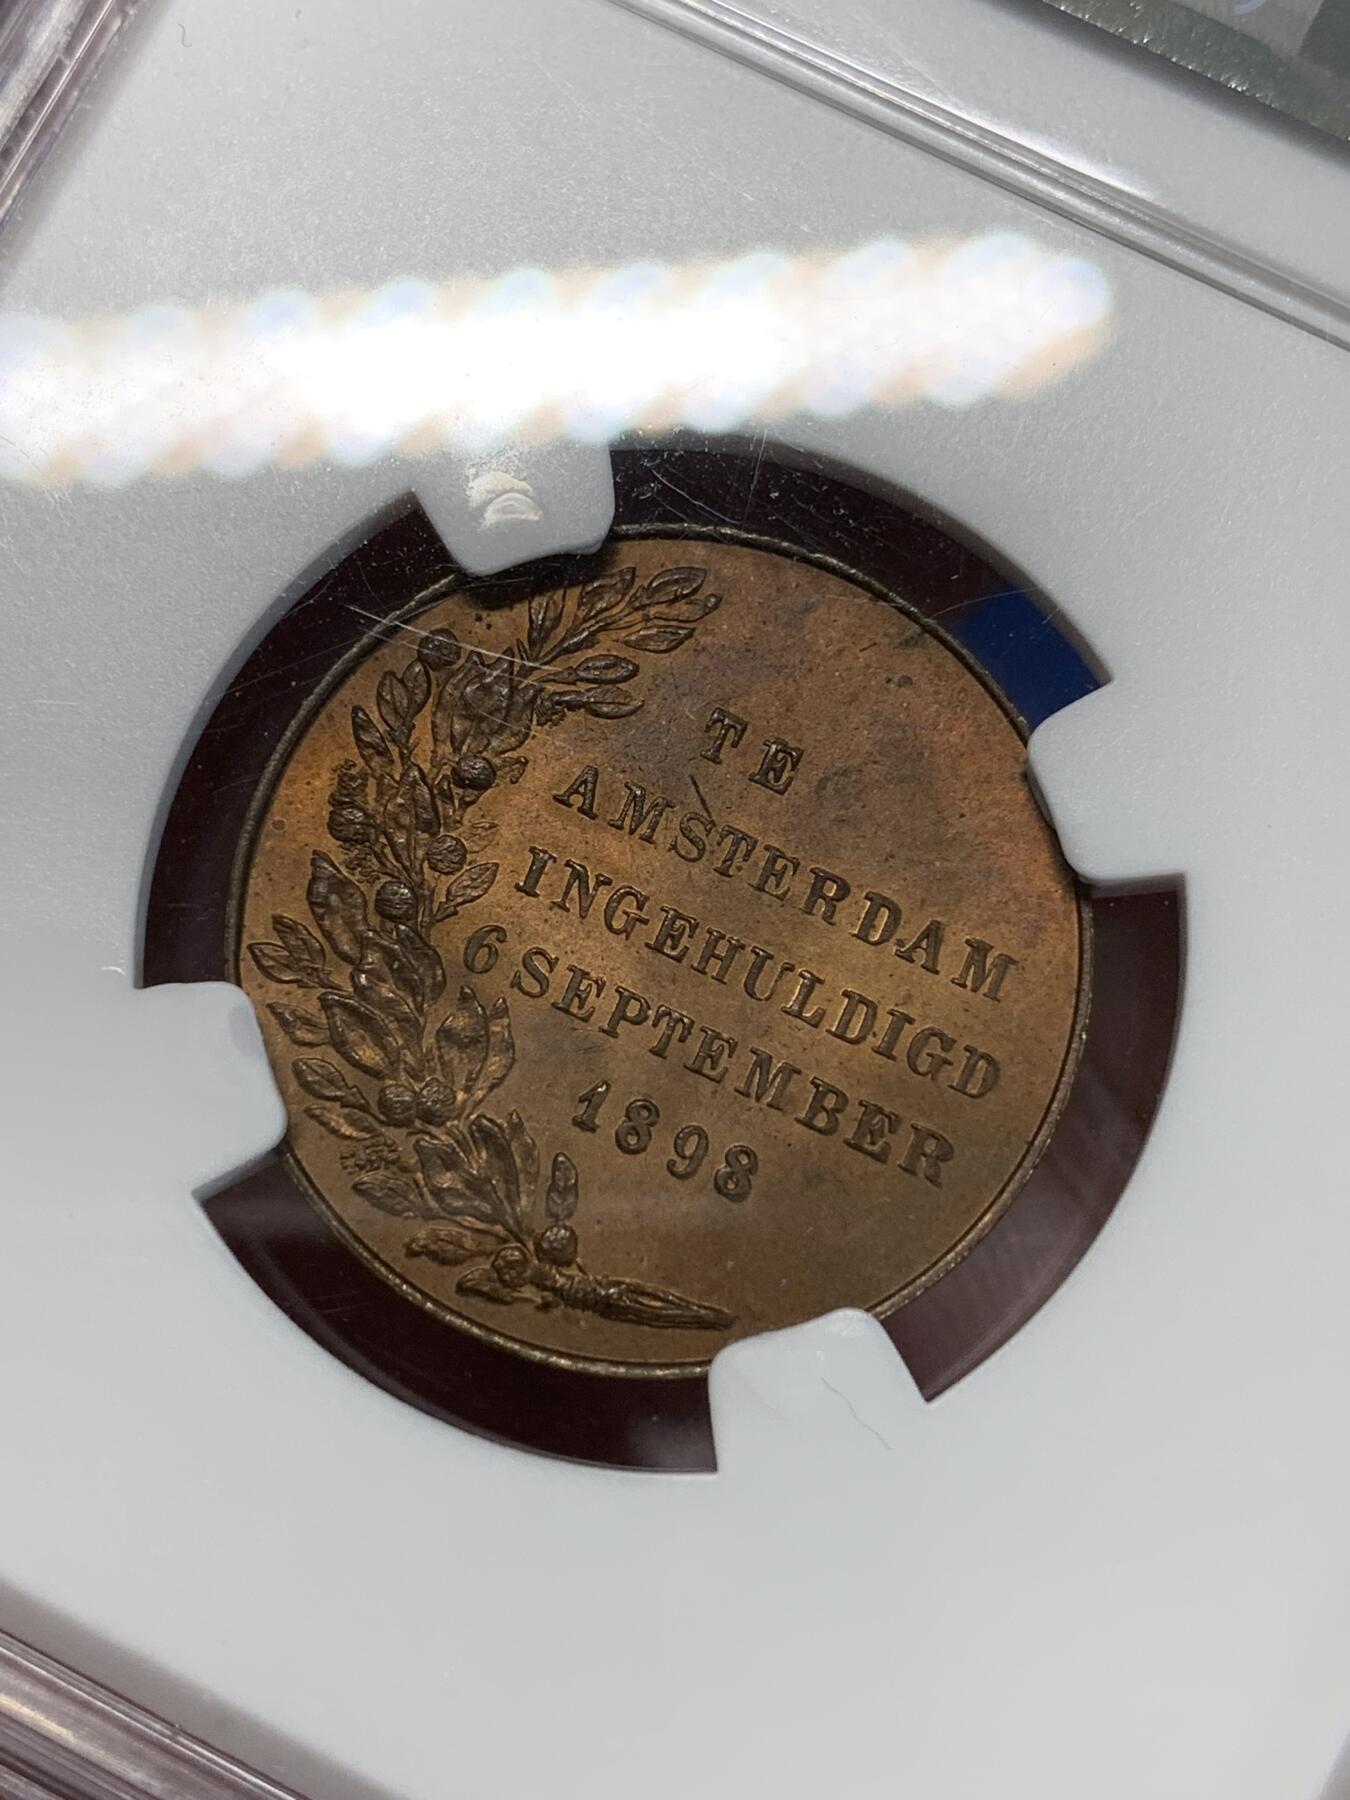 TE
AMSTERDAM
INGEHULDIGD
6 SEPTEMBER
1898